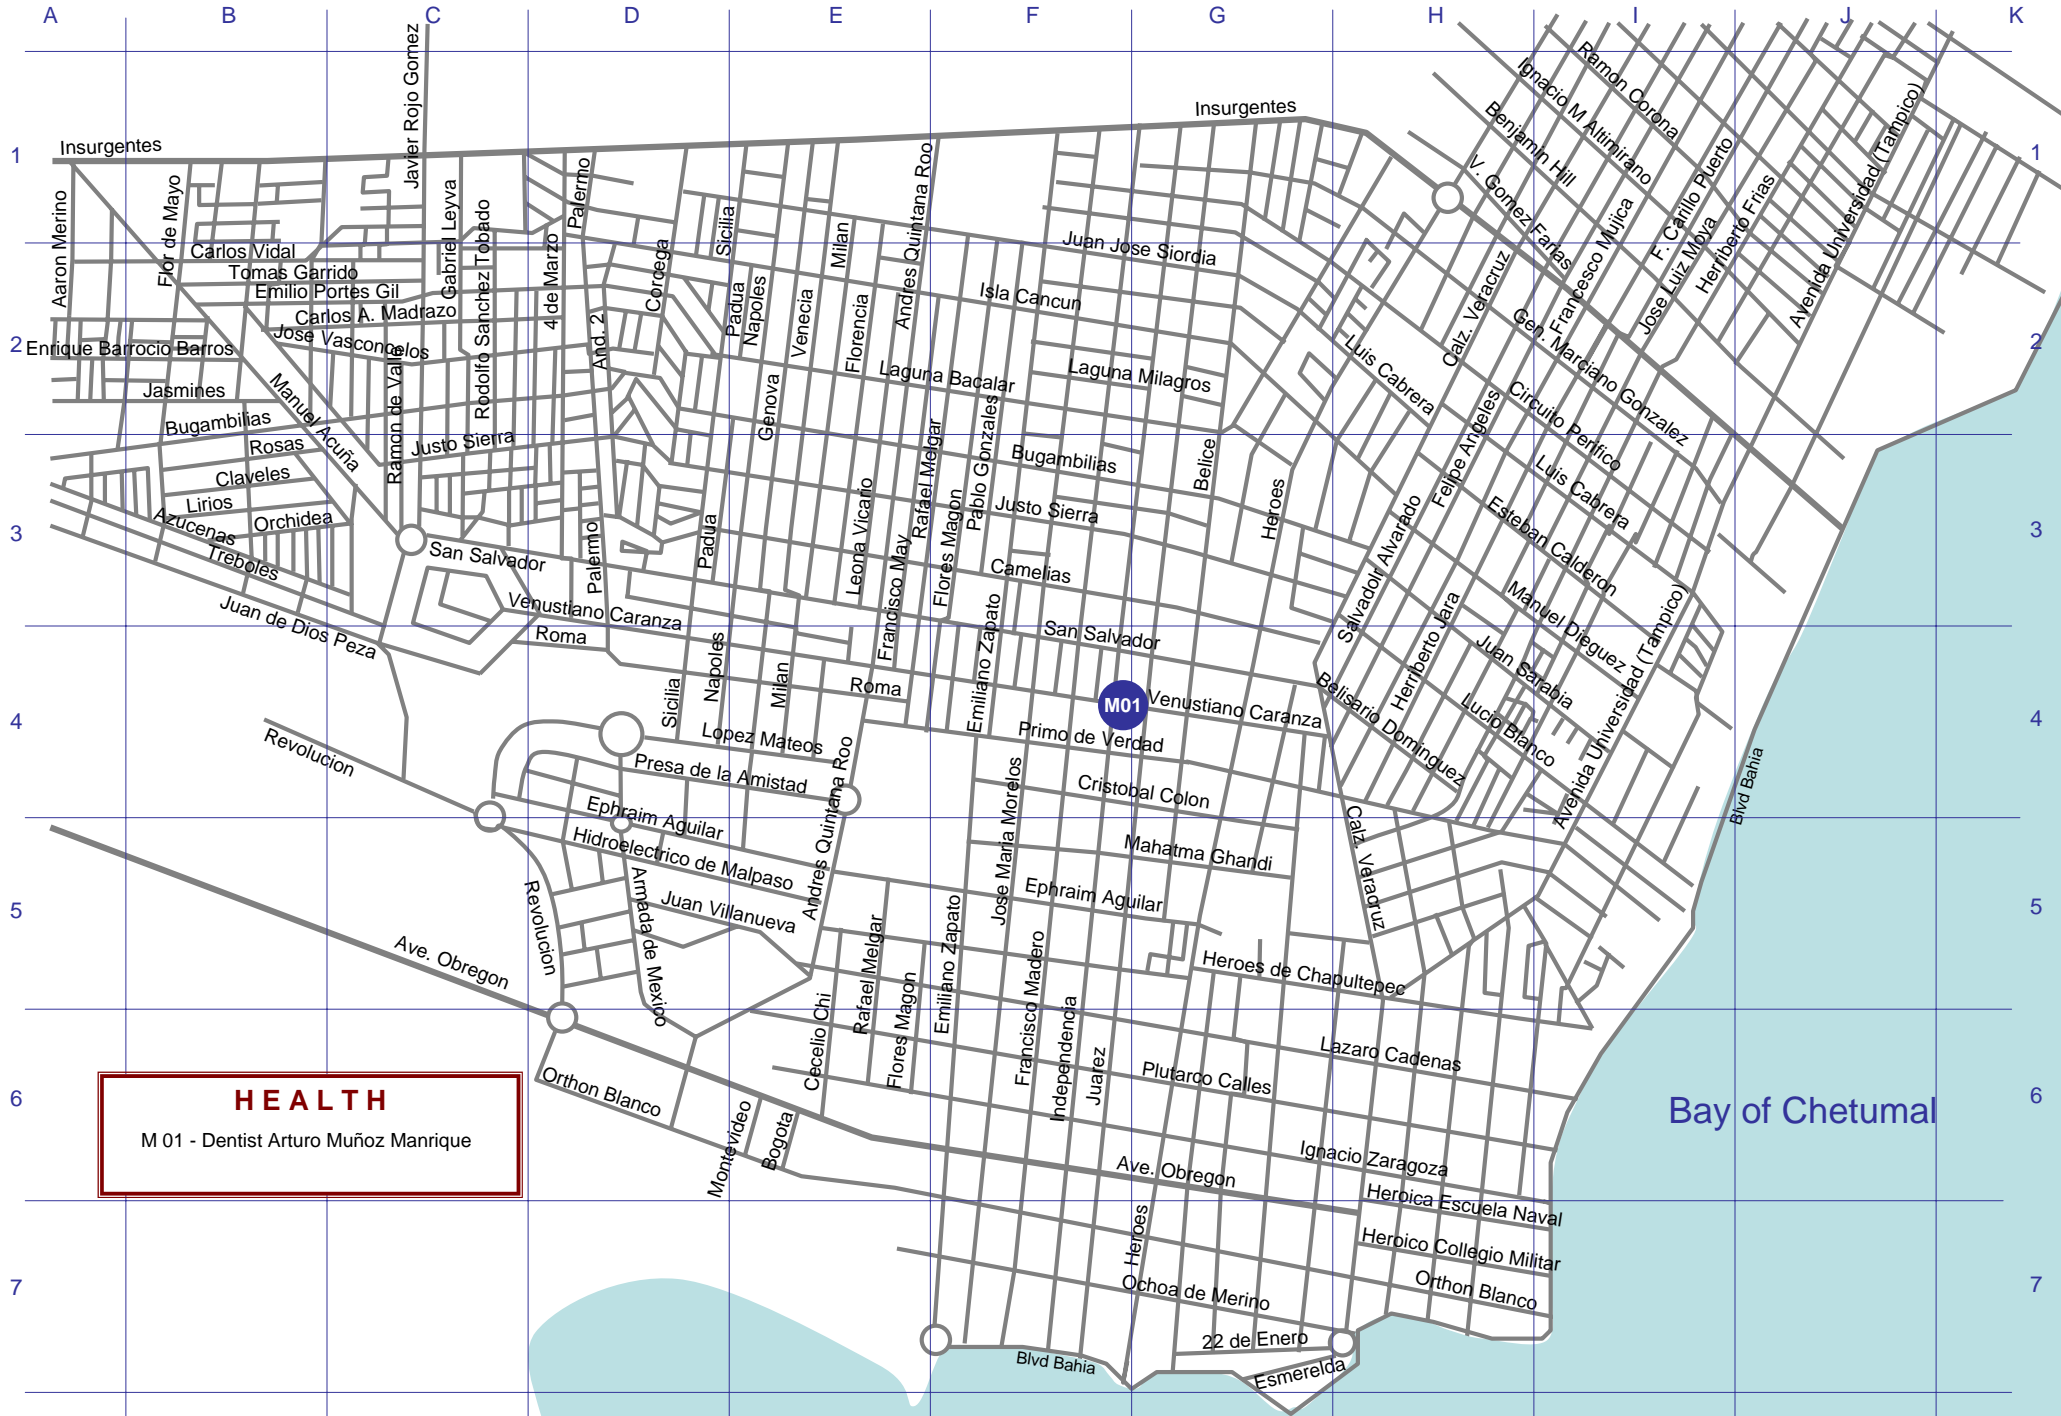 A B C D E F G H I J K
Javier Rojo Gomez
Insurgentes
Insurgentes
Ramon Corona
Ignacio M Altimirano
Benjamin Hill
V. Gomez Farias
Avenida Universidad (Tampico)
1
1
Aaron Merino
Flor de Mayo
Gabriel Leyva
Rodolfo Sanchez Tobado
Palermo
Sicilia
Milan
Andres Quintana Roo
Francesco Mujica
F. Carillo Puerto
Jose Luiz Moya
Herriberto Frias
Carlos Vidal
Tomas Garrido
Emilio Portes Gil
Carlos A. Madrazo
Jose Vasconcelos
4 de Marzo
And. 2
Corcega
Padua
Napoles
Venecia
Florencia
Juan Jose Siordia
Isla Cancun
Calz. Veracruz
Gen. Marciano Gonzalez
2
2
Enrique Barrocio Barros
Jasmines
Manuel Acuña
Ramon de Valle
Genova
Laguna Bacalar
Laguna Milagros
Luis Cabrera
Circuito Perifico
Bugambilias
Rosas
Claveles
Lirios
Orchidea
Justo Sierra
Rafael Melgar
Pablo Gonzales
Bugambilias
Belice
Felipe Angeles
Luis Cabrera
3
3
Azucenas
Treboles
San Salvador
Palermo
Padua
Leona Vicario
Francisco May
Flores Magon
Justo Sierra
Camelias
Heroes
Salvadolr Alvarado
Esteban Calderon
Juan de Dios Peza
Venustiano Caranza
Roma
Emiliano Zapato
San Salvador
Herriberto Jara
Manuel Dieguez
Juan Sarabia
Avenida Universidad (Tampico)
4
4
Revolucion
Sicilia
Napoles
Milan
Roma
M01
Venustiano Caranza
Belisario Dominguez
Lucio Blanco
Lopez Mateos
Primo de Verdad
Presa de la Amistad
Cristobal Colon
Blvd Bahia
Ephraim Aguilar
Andres Quintana Roo
Jose Maria Morelos
Calz. Veracruz
Hidroelectrico de Malpaso
Mahatma Ghandi
5
5
Revolucion
Armada de Mexico
Juan Villanueva
Ephraim Aguilar
Ave. Obregon
Rafael Melgar
Emiliano Zapato
Heroes de Chapultepec
Cecelio Chi
Flores Magon
Francisco Madero
Independencia
Juarez
Lazaro Cadenas
Plutarco Calles
6
6
Orthon Blanco
Montevideo
Bogota
HEALTH
M 01 - Dentist Arturo Muñoz Manrique
Bay of Chetumal
Ave. Obregon
Ignacio Zaragoza
Heroica Escuela Naval
Heroes
Heroico Collegio Militar
7
7
Ochoa de Merino
Orthon Blanco
22 de Enero
Blvd Bahia
Esmerelda